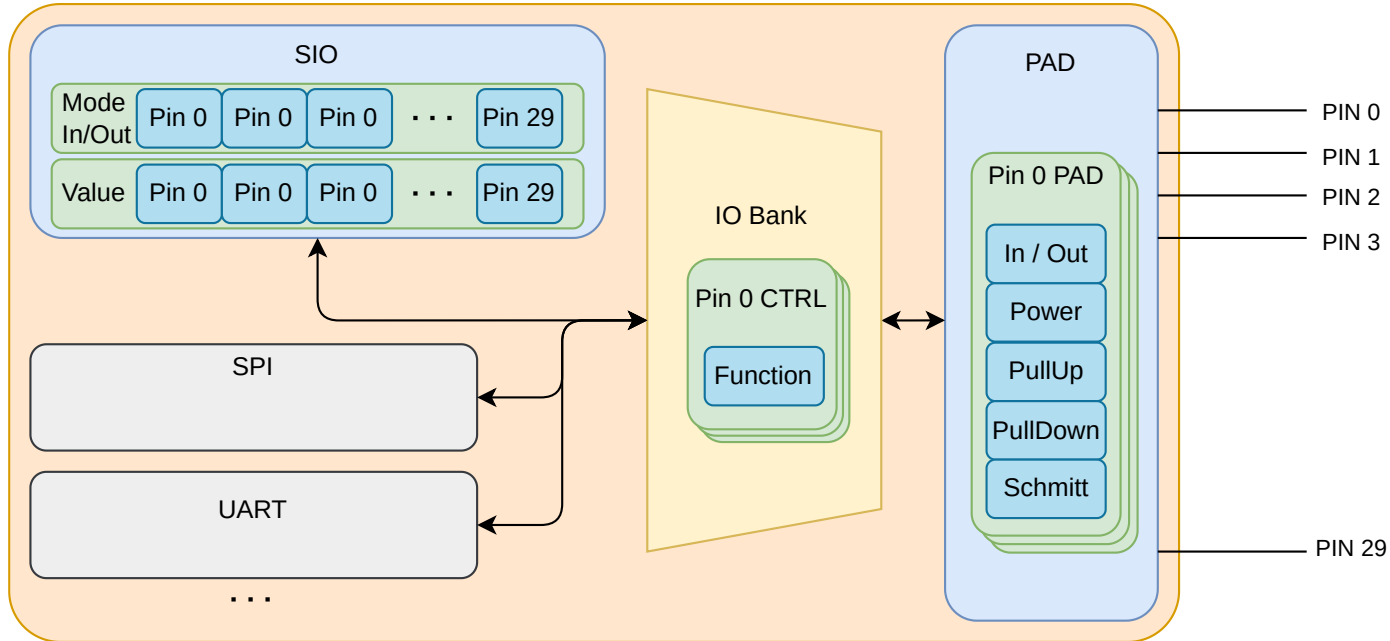 SIO
Mode
In/Out
Pin 0 Pin 0 Pin 0 ... Pin 29
Value Pin 0 Pin 0 Pin 0 ... Pin 29
SPI
UART
...
IO Bank
Pin 0 CTRL
Function
PAD
Pin 0 PAD
In / Out
Power
PullUp
PullDown
Schmitt
PIN 0
PIN 1
PIN 2
PIN 3
PIN 29